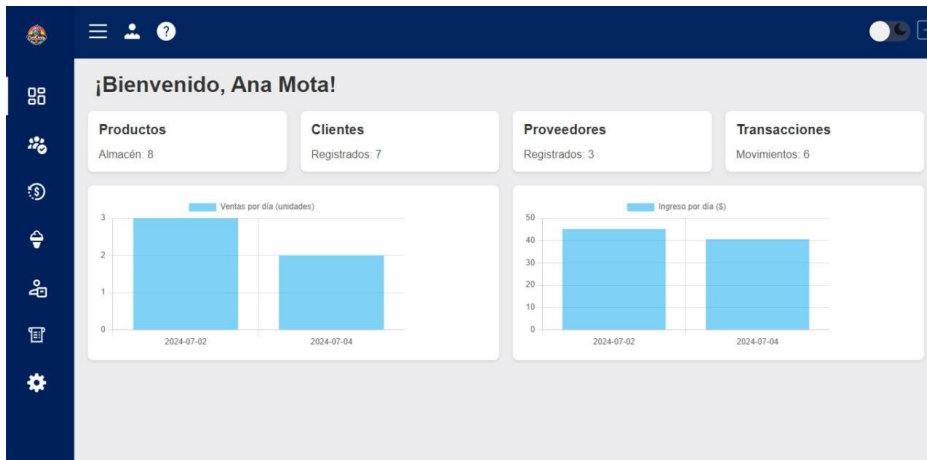 ?
¡Bienvenido, Ana Mota!
Productos
Almacén: 8
Clientes
Registrados: 7
Proveedores
Registrados: 3
Transacciones
Movimientos: 6
Ventas por día (unidades)
3
2
1
0
2024-07-02
2024-07-04
Ingreso por día ($)
50
40
30
20
10
0
2024-07-02
2024-07-04